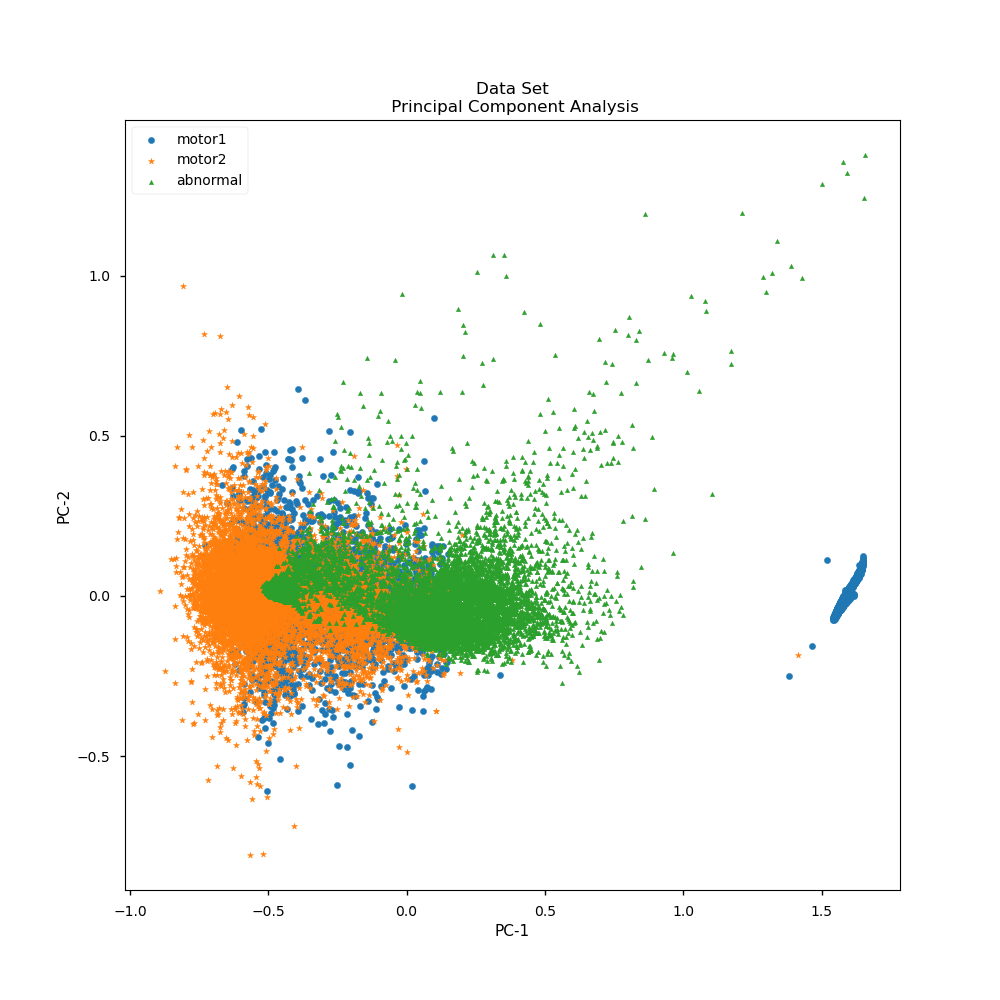 Data Set
Principal Component Analysis
motor1
motor2
abnormal
PC-2
1.0
0.5
0.0
−0.5
−1.0
−0.5
0.0
0.5
1.0
1.5
PC-1